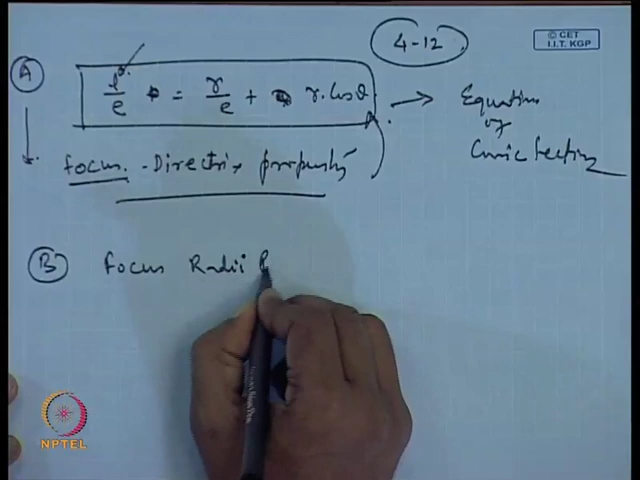 4-12
© CET
I.I.T. KGP
A
l/e = r/e + r.cosθ → Equation
of
Conic Section
focus - Directrix property
B focus Radii P
NPTEL